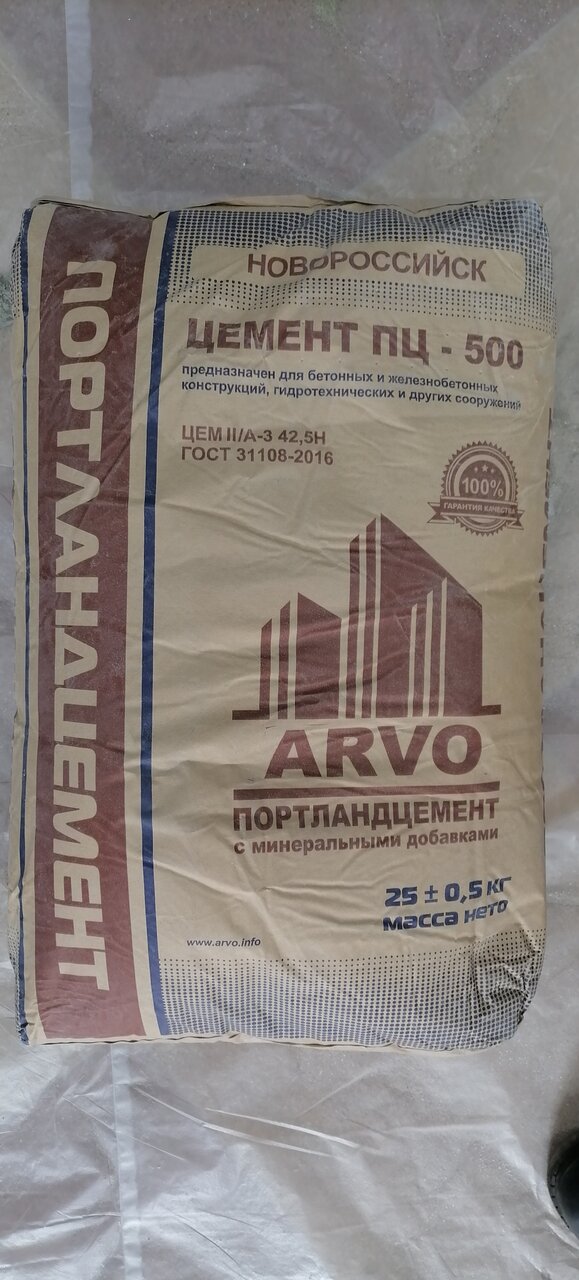 НОВОРОССИЙСК
ЦЕМЕНТ ПЦ - 500
предназначен для бетонных и железнобетонных
конструкций, гидротехнических и других сооружений
ЦЕМ II/А-З 42,5Н
ГОСТ 31108-2016
100%
ГАРАНТИЯ КАЧЕСТВА
ARVO
ПОРТЛАНДЦЕМЕНТ
с минеральными добавками
25 ± 0,5 кг
масса нето
www.arvo.info
ПОРТЛАНДЦЕМЕНТ